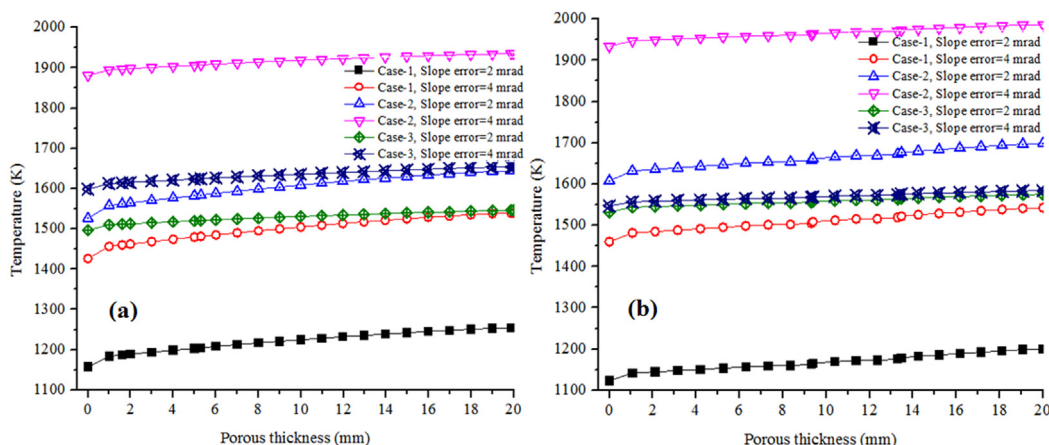 2000
1900
1800
1700
1600
1500
1400
1300
1200
1100
Temperature (K)
0 2 4 6 8 10 12 14 16 18 20
Porous thickness (mm)
Case-1, Slope error=2 mrad
Case-1, Slope error=4 mrad
Case-2, Slope error=2 mrad
Case-2, Slope error=4 mrad
Case-3, Slope error=2 mrad
Case-3, Slope error=4 mrad
(a)
2000
1900
1800
1700
1600
1500
1400
1300
1200
1100
Temperature (K)
0 2 4 6 8 10 12 14 16 18 20
Porous thickness (mm)
Case-1, Slope error=2 mrad
Case-1, Slope error=4 mrad
Case-2, Slope error=2 mrad
Case-2, Slope error=4 mrad
Case-3, Slope error=2 mrad
Case-3, Slope error=4 mrad
(b)